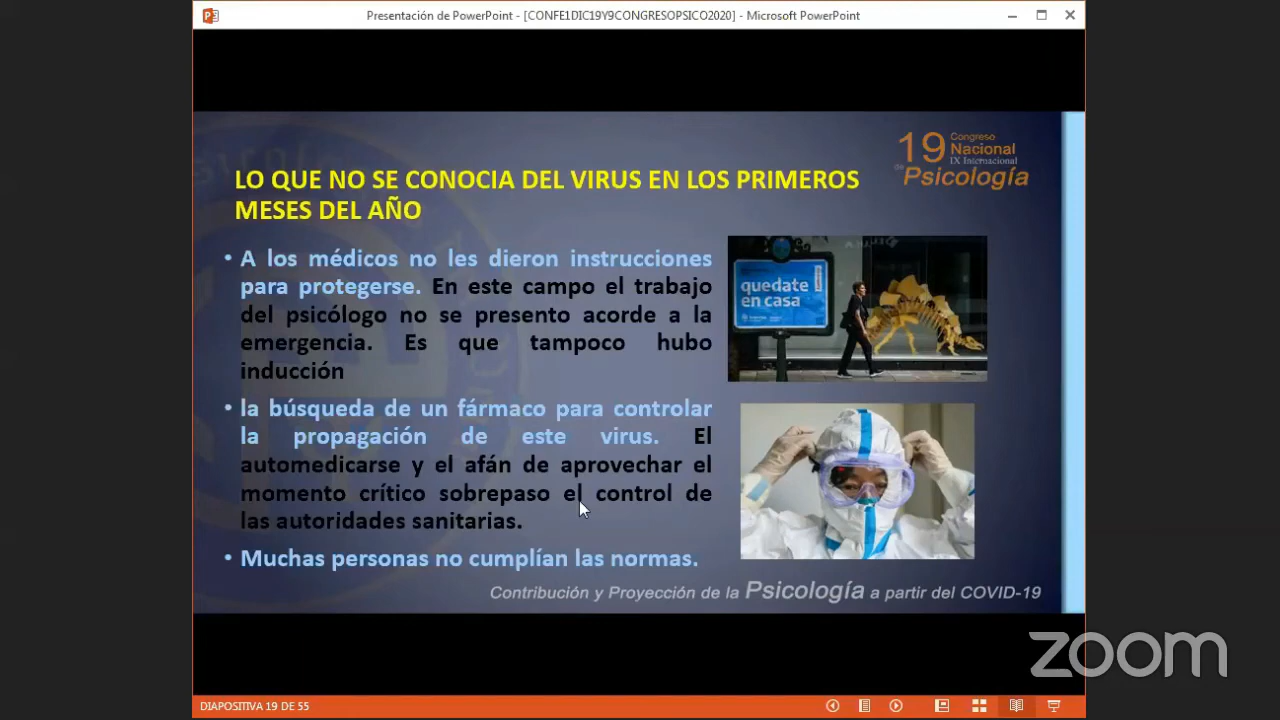 Presentación de PowerPoint - [CONFE1DIC19Y9CONGRESOPSICO2020] - Microsoft PowerPoint
19 Congreso
Nacional
IX Internacional
de Psicología
LO QUE NO SE CONOCIA DEL VIRUS EN LOS PRIMEROS
MESES DEL AÑO
• A los médicos no les dieron instrucciones
para protegerse. En este campo el trabajo
del psicólogo no se presento acorde a la
emergencia. Es que tampoco hubo
inducción
• la búsqueda de un fármaco para controlar
la propagación de este virus. El
automedicarse y el afán de aprovechar el
momento crítico sobrepaso el control de
las autoridades sanitarias.
• Muchas personas no cumplían las normas.
quedate
en casa
Contribución y Proyección de la Psicología a partir del COVID-19
zoom
DIAPOSITIVA 19 DE 55